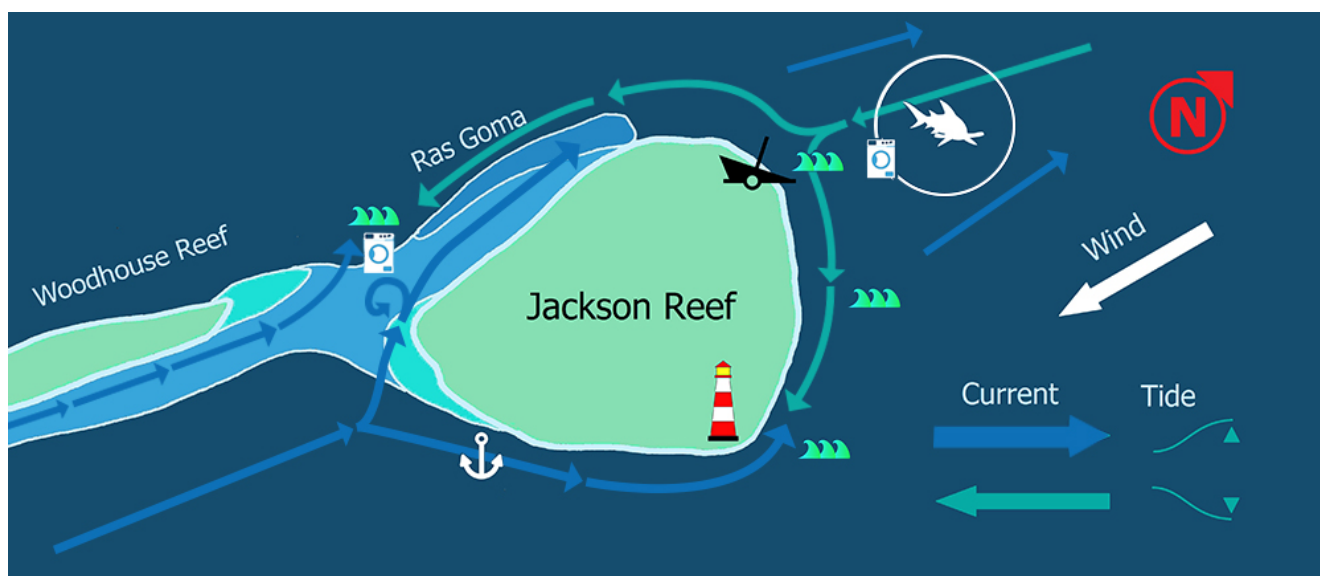 Ras Goma
N
Woodhouse Reef
Wind
Jackson Reef
Current
Tide